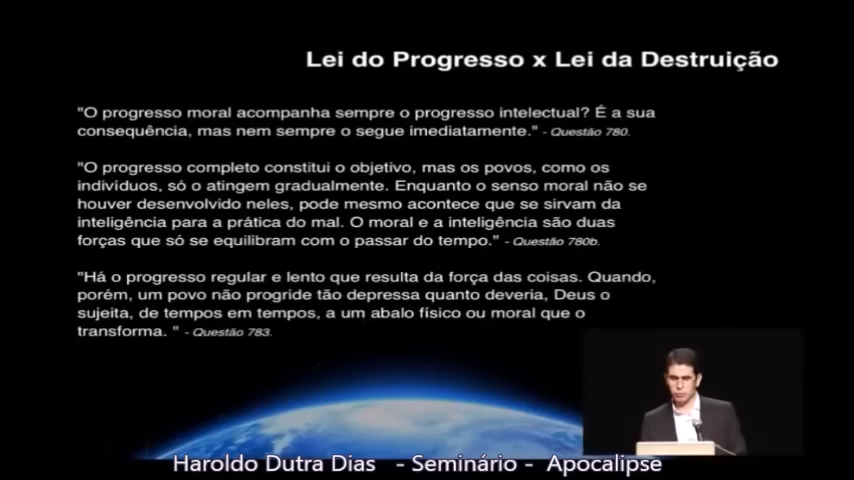 Lei do Progresso x Lei da Destruição
"O progresso moral acompanha sempre o progresso intelectual? É a sua
consequência, mas nem sempre o segue imediatamente." - Questão 780.
"O progresso completo constitui o objetivo, mas os povos, como os
indivíduos, só o atingem gradualmente. Enquanto o senso moral não se
houver desenvolvido neles, pode mesmo acontece que se sirvam da
inteligência para a prática do mal. O moral e a inteligência são duas
forças que só se equilibram com o passar do tempo." - Questão 780b.
"Há o progresso regular e lento que resulta da força das coisas. Quando,
porém, um povo não progride tão depressa quanto deveria, Deus o
sujeita, de tempos em tempos, a um abalo físico ou moral que o
transforma. " - Questão 783.
Haroldo Dutra Dias - Seminário - Apocalipse